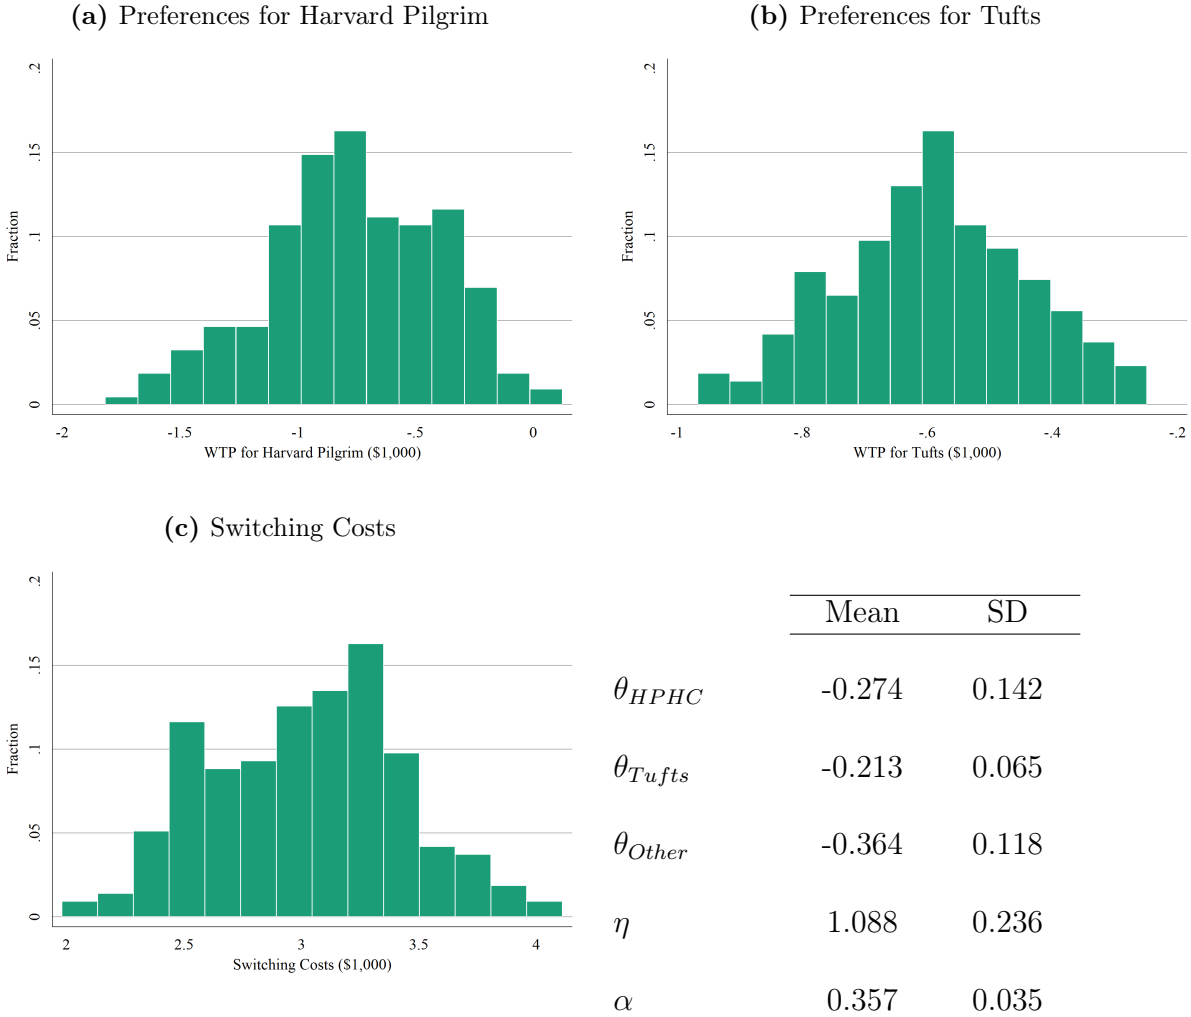 (a) Preferences for Harvard Pilgrim
.2
.15
.1
.05
0
Fraction
-2 -1.5 -1 -.5 0
WTP for Harvard Pilgrim ($1,000)
(b) Preferences for Tufts
.2
.15
.1
.05
0
Fraction
-1 -.8 -.6 -.4 -.2
WTP for Tufts ($1,000)
(c) Switching Costs
.2
.15
.1
.05
0
Fraction
2 2.5 3 3.5 4
Switching Costs ($1,000)
Mean SD
θ_HPHC -0.274 0.142
θ_Tufts -0.213 0.065
θ_Other -0.364 0.118
η 1.088 0.236
α 0.357 0.035